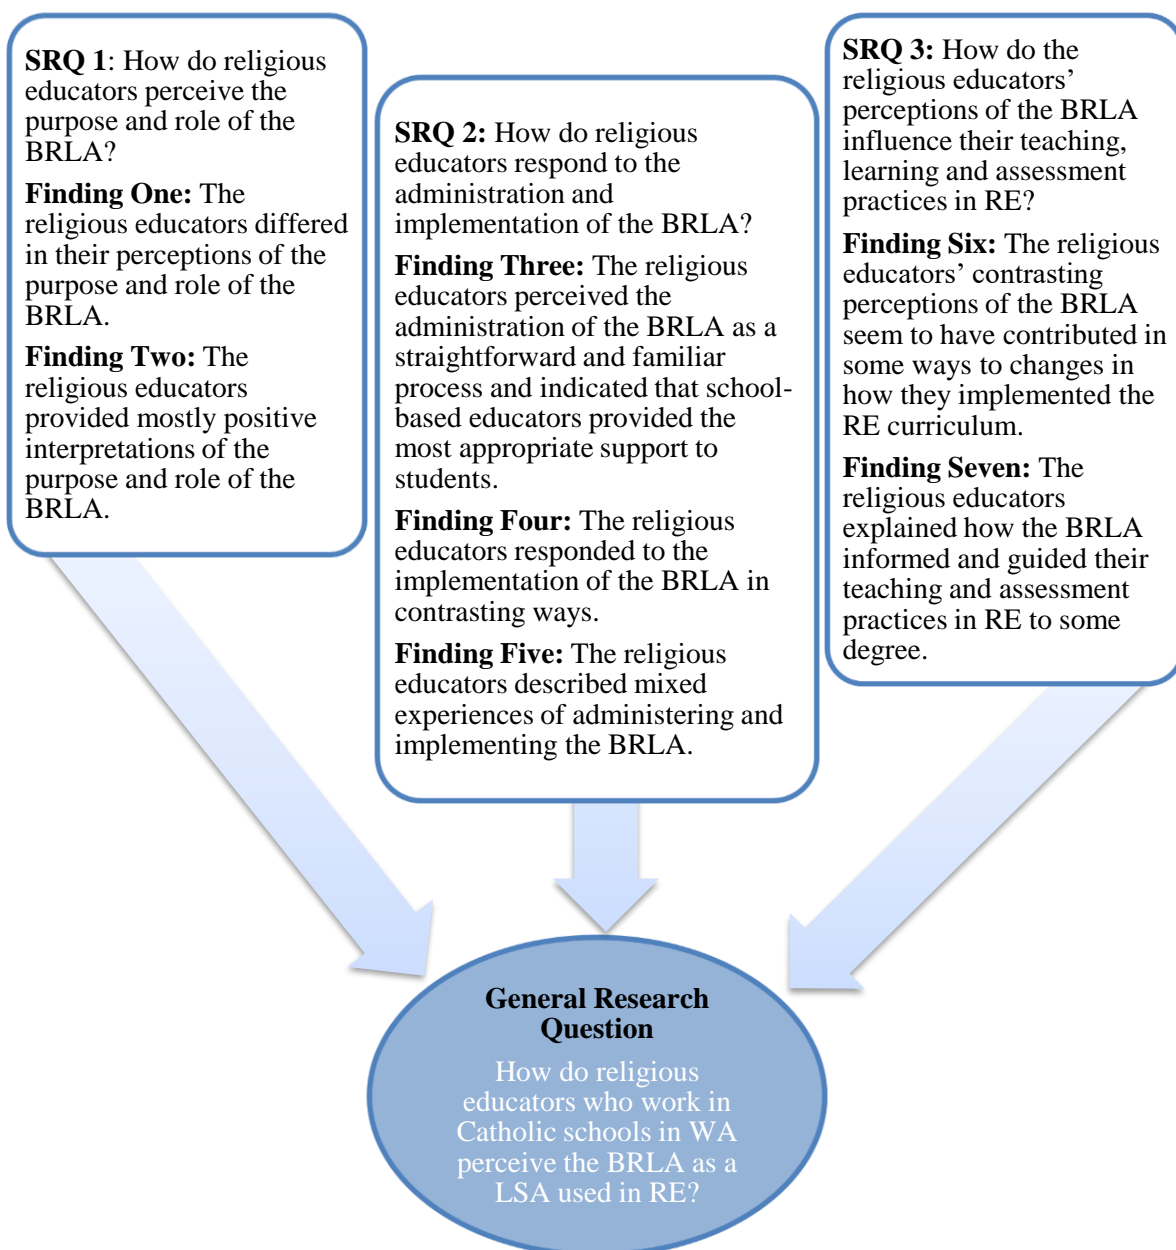 SRQ 1: How do religious
educators perceive the
purpose and role of the
BRLA?
Finding One: The
religious educators differed
in their perceptions of the
purpose and role of the
BRLA.
Finding Two: The
religious educators
provided mostly positive
interpretations of the
purpose and role of the
BRLA.
SRQ 2: How do religious
educators respond to the
administration and
implementation of the BRLA?
Finding Three: The religious
educators perceived the
administration of the BRLA as a
straightforward and familiar
process and indicated that school-
based educators provided the
most appropriate support to
students.
Finding Four: The religious
educators responded to the
implementation of the BRLA in
contrasting ways.
Finding Five: The religious
educators described mixed
experiences of administering and
implementing the BRLA.
SRQ 3: How do the
religious educators’
perceptions of the BRLA
influence their teaching,
learning and assessment
practices in RE?
Finding Six: The religious
educators’ contrasting
perceptions of the BRLA
seem to have contributed in
some ways to changes in
how they implemented the
RE curriculum.
Finding Seven: The
religious educators
explained how the BRLA
informed and guided their
teaching and assessment
practices in RE to some
degree.
General Research
Question
How do religious
educators who work in
Catholic schools in WA
perceive the BRLA as a
LSA used in RE?